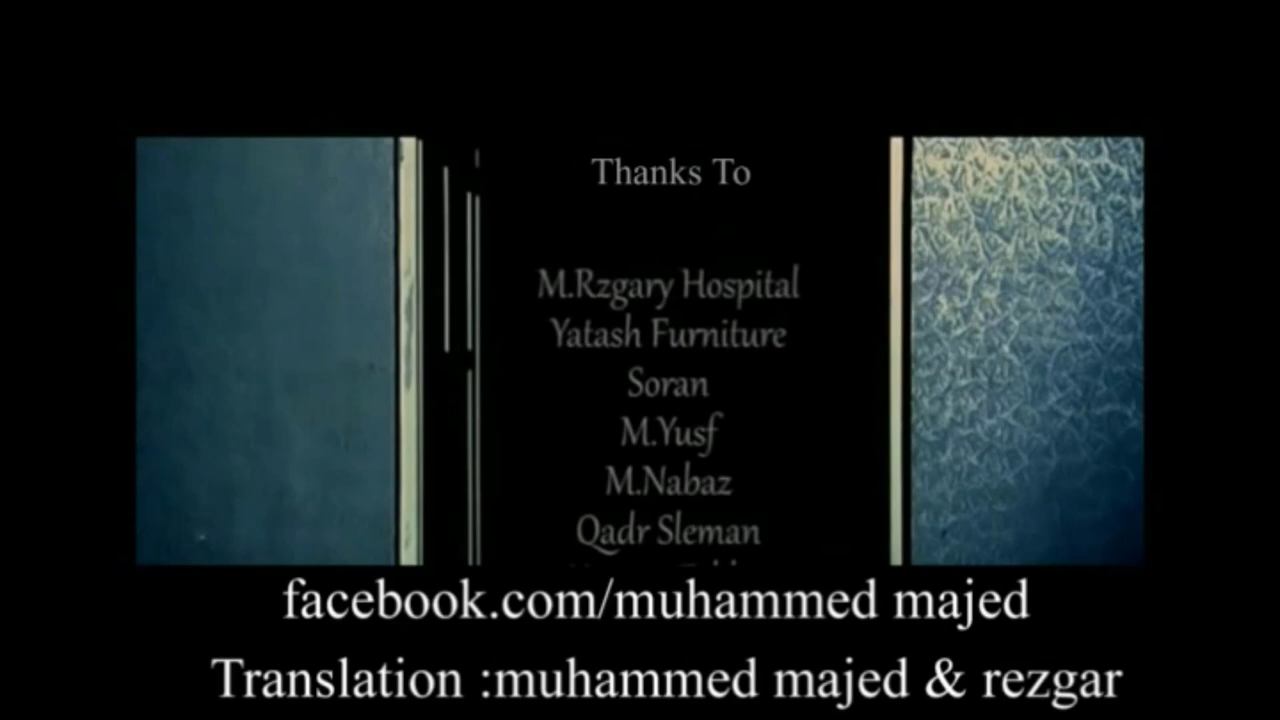 Thanks To
M.Rzgary Hospital
Yatash Furniture
Soran
M.Yusf
M.Nabaz
Qadr Sleman
facebook.com/muhammed majed
Translation :muhammed majed & rezgar